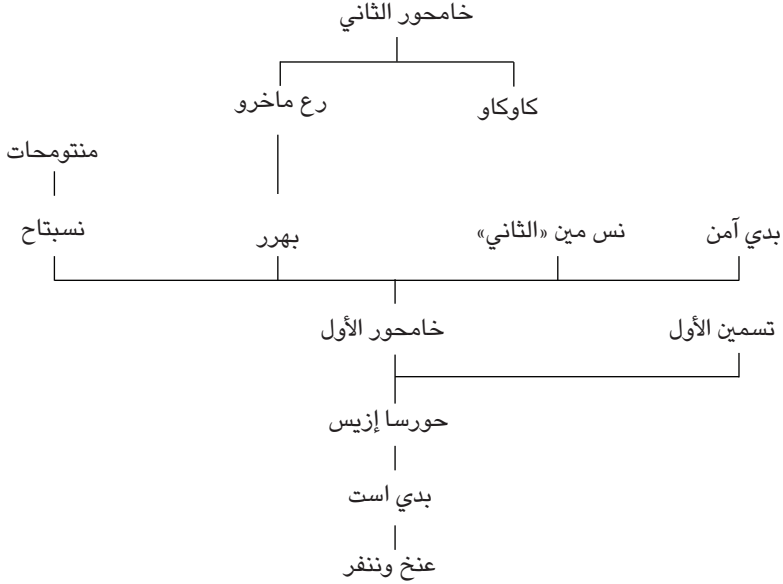 خامحور الثاني
رع ماخرو كاوكاو
منتومحات
نسبتاح بهرر نس مين «الثاني» بدي آمن
خامحور الأول تسمين الأول
حورسا إزيس
بدي است
عنخ وننفر